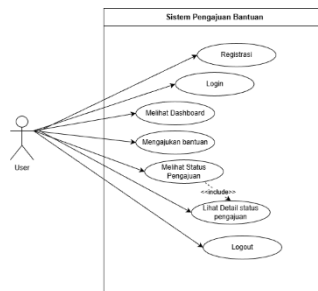 Sistem Pengajuan Bantuan
Registrasi
Login
Melihat Dashboard
Mengajukan bantuan
Melihat Status
Pengajuan
<<include>>
Lihat Detail status
pengajuan
Logout
User